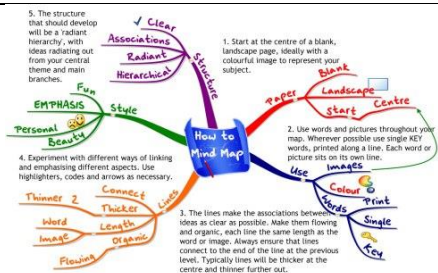 5. The structure
that should develop
will be a 'radiant
hierarchy', with
ideas radiating out
from your central
theme and main
branches.
Clear
Associations
Radiant
Hierarchical
Structure
1. Start at the centre of a blank,
landscape page, ideally with a
colourful image to represent your
subject.
Paper
Blank
Landscape
Start
Centre
Fun
EMPHASIS
Personal
Beauty
Style
How to
Mind Map
2. Use words and pictures throughout your
map. Wherever possible use single KEY
words, printed along a line. Each word or
picture sits on its own line.
Use
Images
Colour
Words
Print
Single
Key
4. Experiment with different ways of linking
and emphasising different aspects. Use
highlighters, codes and arrows as necessary.
Lines
Connect
Thinner 2
Thicker
Word
Length
Image
Organic
Flowing
3. The lines make the associations between
ideas as clear as possible. Make them flowing
and organic, each line the same length as the
word or image. Always ensure that lines
connect to the end of the line at the previous
level. Typically lines will be thicker at the
centre and thinner further out.